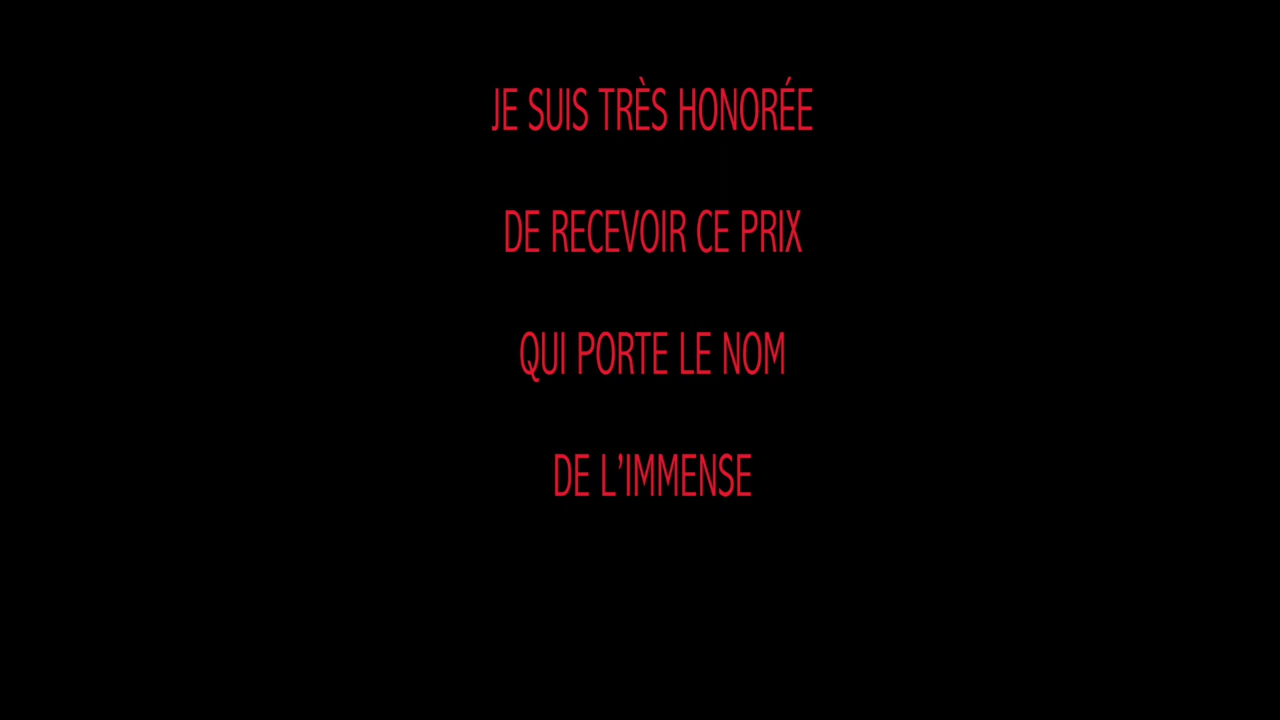 JE SUIS TRÈS HONORÉE
DE RECEVOIR CE PRIX
QUI PORTE LE NOM
DE L’IMMENSE